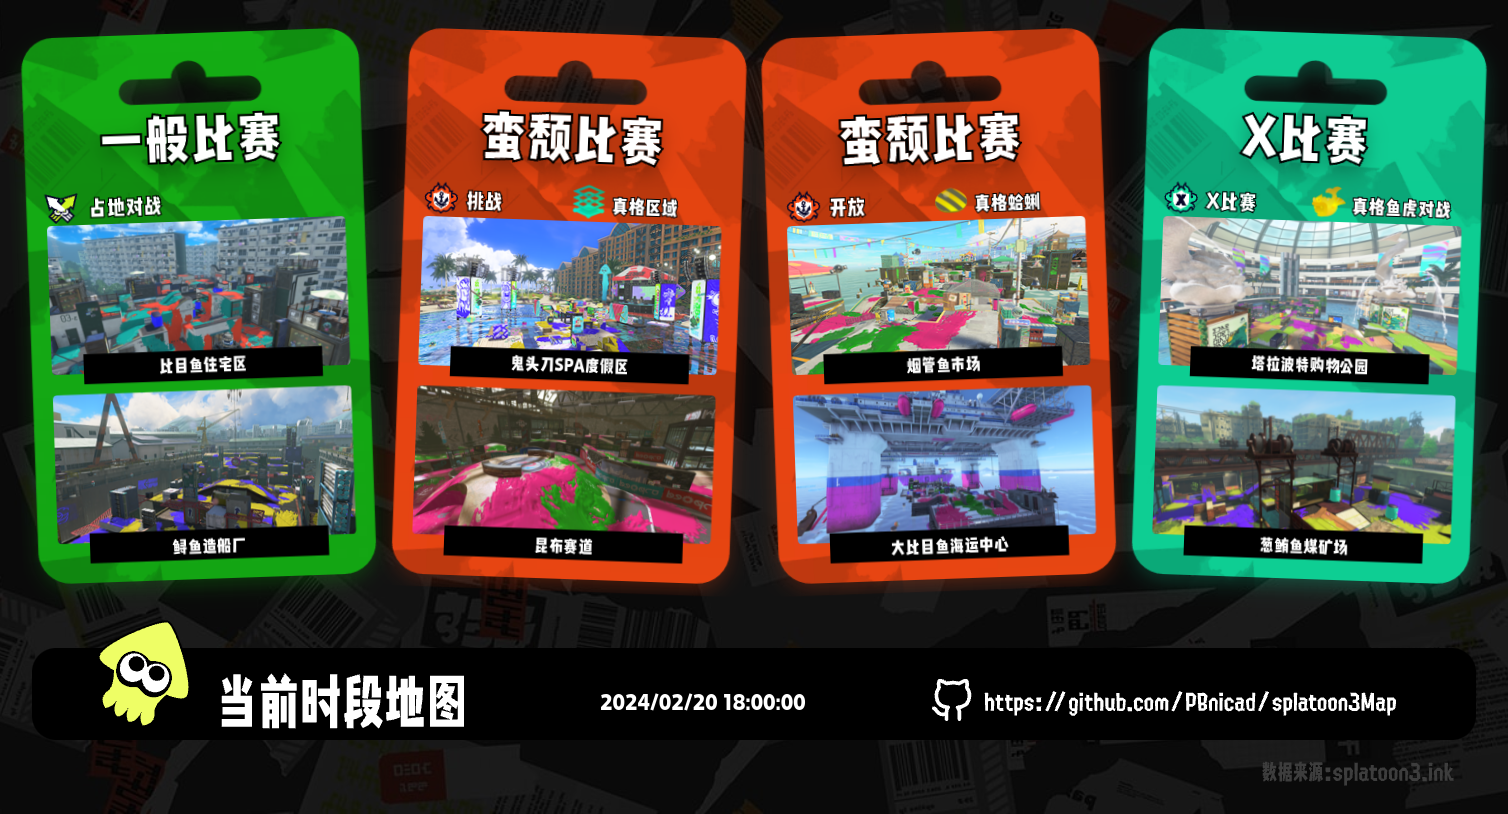 一般比赛
占地对战
比目鱼住宅区
鲟鱼造船厂
蛮颓比赛
挑战
真格区域
鬼头刀SPA度假区
昆布赛道
蛮颓比赛
开放
真格蛤蜊
烟管鱼市场
大比目鱼海运中心
X比赛
X比赛
真格鱼虎对战
塔拉波特购物公园
葱鲔鱼煤矿场
当前时段地图
2024/02/20 18:00:00
https://github.com/PBnicad/splatoon3Map
数据来源:splatoon3.ink